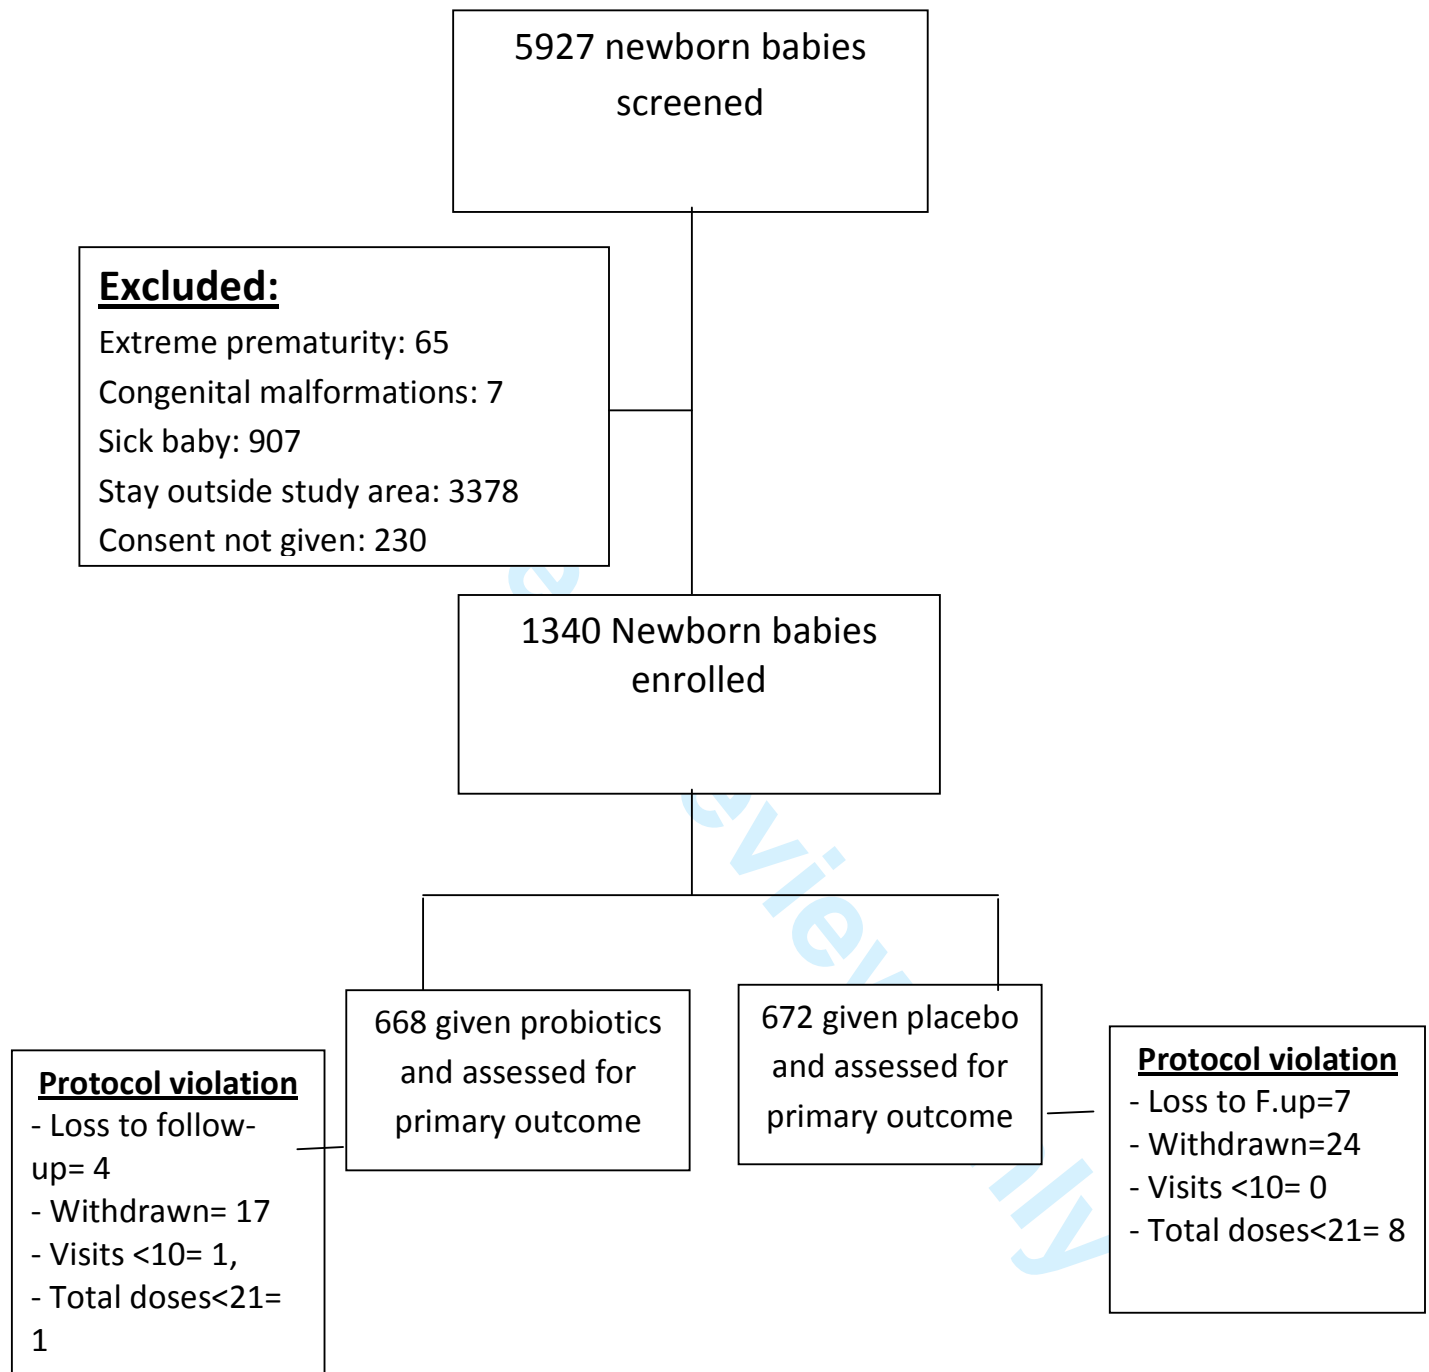 5927 newborn babies
screened
Excluded:
Extreme prematurity: 65
Congenital malformations: 7
Sick baby: 907
Stay outside study area: 3378
Consent not given: 230
1340 Newborn babies
enrolled
668 given probiotics
and assessed for
primary outcome
672 given placebo
and assessed for
primary outcome
Protocol violation
- Loss to follow-
up= 4
- Withdrawn= 17
- Visits <10= 1,
- Total doses<21=
1
Protocol violation
- Loss to F.up=7
- Withdrawn=24
- Visits <10= 0
- Total doses<21= 8